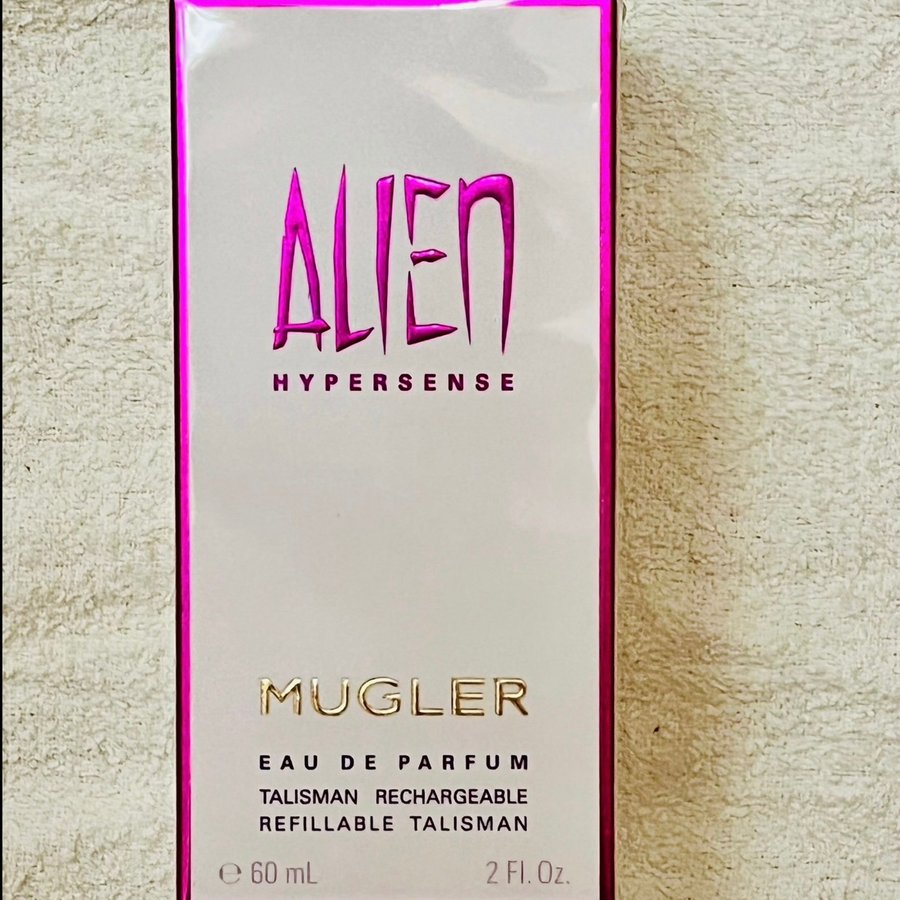 ALIEN
HYPERSENSE
MUGLER
EAU DE PARFUM
TALISMAN RECHARGEABLE
REFILLABLE TALISMAN
℮ 60 mL 2 Fl. Oz.